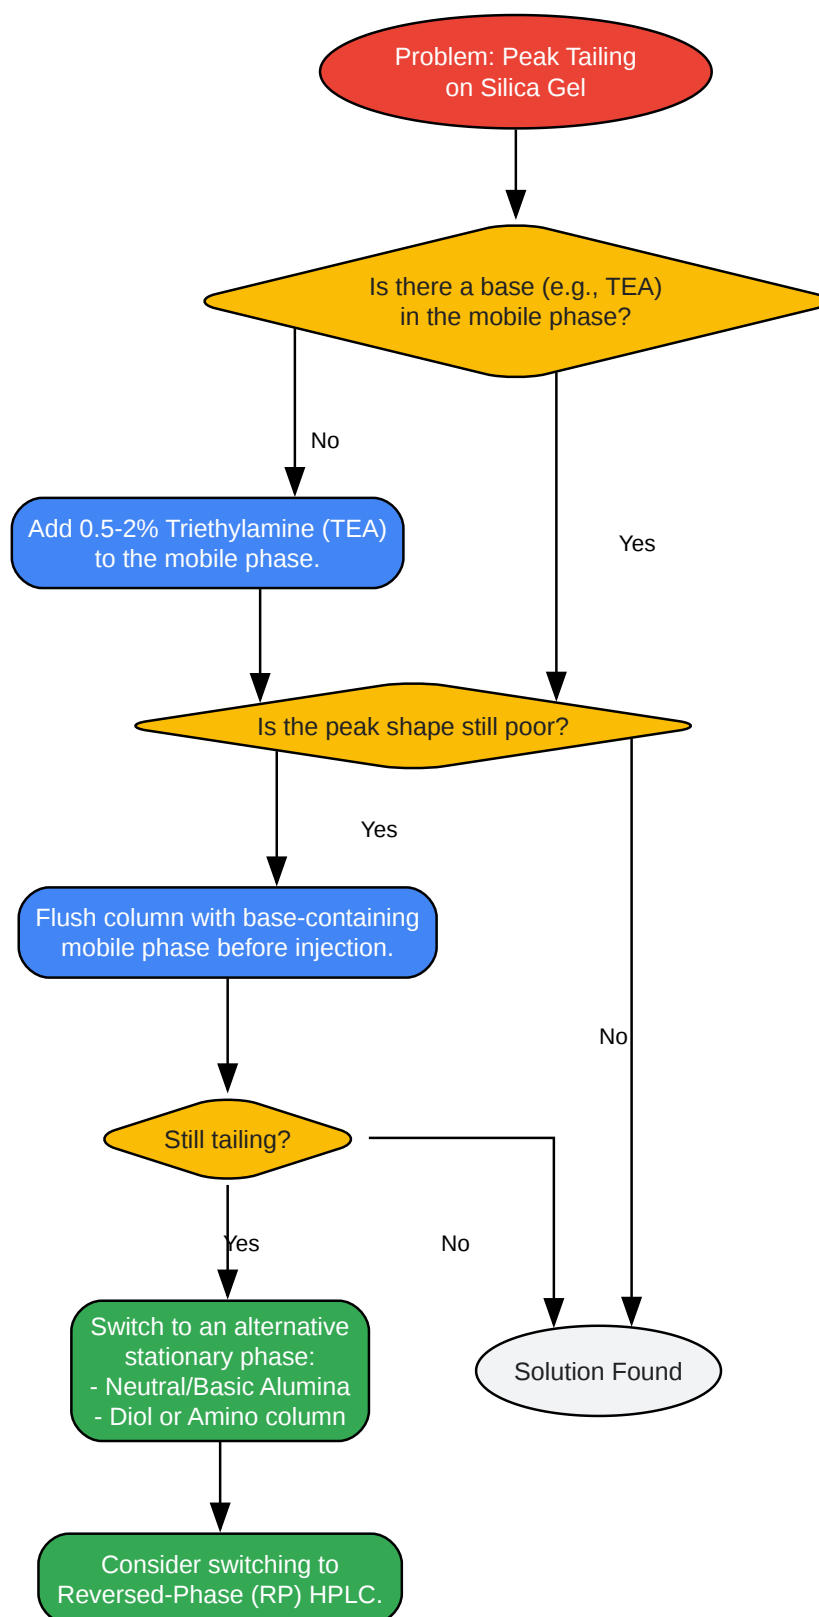 Problem: Peak Tailing
on Silica Gel
Is there a base (e.g., TEA)
in the mobile phase?
No
Add 0.5-2% Triethylamine (TEA)
to the mobile phase.
Yes
Is the peak shape still poor?
Yes
Flush column with base-containing
mobile phase before injection.
No
Still tailing?
Yes
No
Switch to an alternative
stationary phase:
- Neutral/Basic Alumina
- Diol or Amino column
Solution Found
Consider switching to
Reversed-Phase (RP) HPLC.